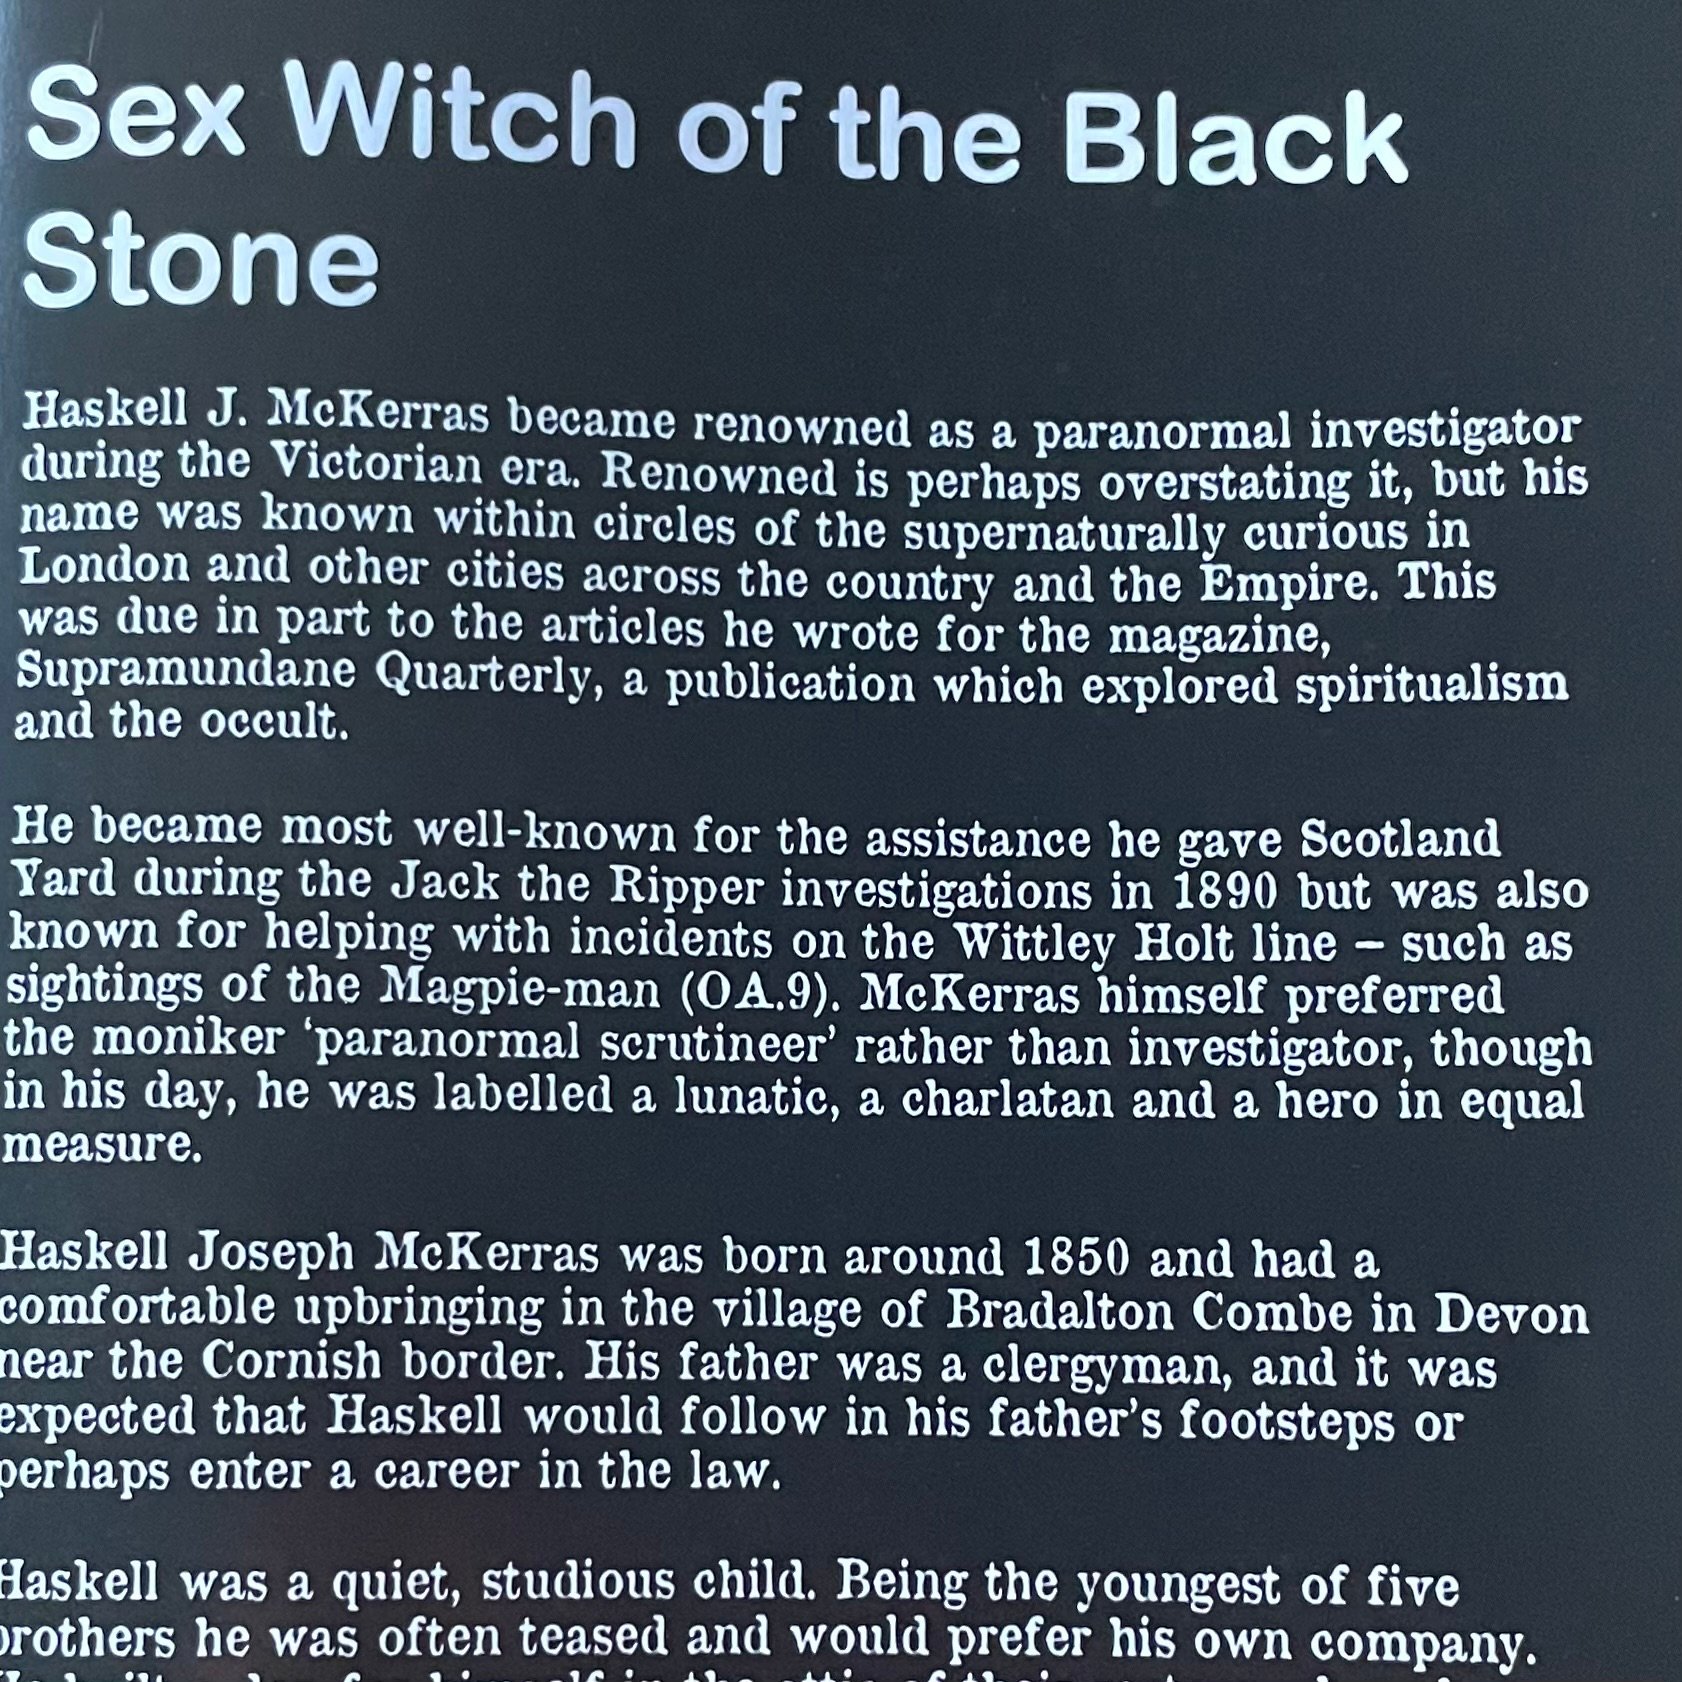 Sex Witch of the Black
Stone
Haskell J. McKerras became renowned as a paranormal investigator
during the Victorian era. Renowned is perhaps overstating it, but his
name was known within circles of the supernaturally curious in
London and other cities across the country and the Empire. This
was due in part to the articles he wrote for the magazine,
Supramundane Quarterly, a publication which explored spiritualism
and the occult.
He became most well-known for the assistance he gave Scotland
Yard during the Jack the Ripper investigations in 1890 but was also
known for helping with incidents on the Wittley Holt line – such as
sightings of the Magpie-man (OA.9). McKerras himself preferred
the moniker ‘paranormal scrutineer’ rather than investigator, though
in his day, he was labelled a lunatic, a charlatan and a hero in equal
measure.
Haskell Joseph McKerras was born around 1850 and had a
comfortable upbringing in the village of Bradalton Combe in Devon
near the Cornish border. His father was a clergyman, and it was
expected that Haskell would follow in his father’s footsteps or
perhaps enter a career in the law.
Haskell was a quiet, studious child. Being the youngest of five
brothers he was often teased and would prefer his own company.
himself in the attic of their